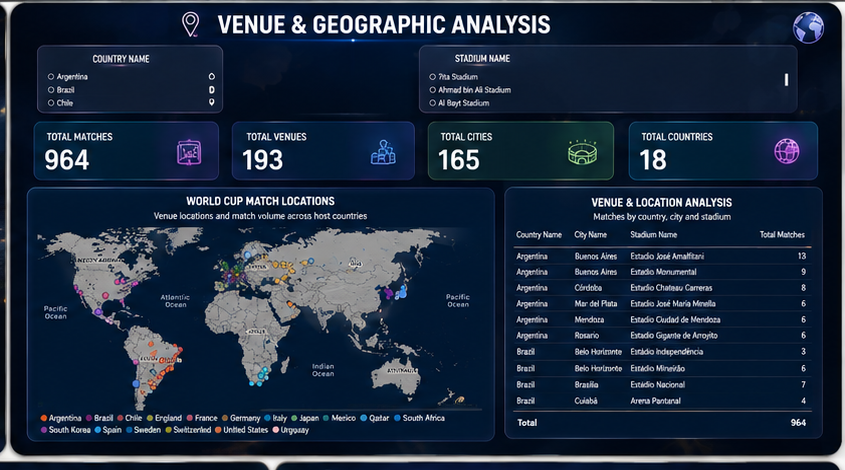 VENUE & GEOGRAPHIC ANALYSIS
COUNTRY NAME
Argentina
Brazil
Chile
STADIUM NAME
Stadium
Ahmad bin Ali Stadium
Al Bayt Stadium
TOTAL MATCHES
964
TOTAL VENUES
193
TOTAL CITIES
165
TOTAL COUNTRIES
18
WORLD CUP MATCH LOCATIONS
Venue locations and match volume across host countries
Pacific
Ocean
Atlantic
Ocean
Indian
Ocean
Pacific
Ocean
Argentina Brazil Chile England France Germany Italy Japan Mexico Qatar South Africa
South Korea Spain Sweden Switzerland United States Uruguay
VENUE & LOCATION ANALYSIS
Matches by country, city and stadium
Country Name City Name Stadium Name Total Matches
Argentina Buenos Aires Estadio José Amalfitani 13
Argentina Buenos Aires Estadio Monumental 9
Argentina Córdoba Estadio Chateau Carreras 8
Argentina Mar del Plata Estadio José María Minella 6
Argentina Mendoza Estadio Ciudad de Mendoza 6
Argentina Rosario Estadio Gigante de Arroyito 6
Brazil Belo Horizonte Estádio Independência 3
Brazil Belo Horizonte Estádio Mineirão 6
Brazil Brasília Estádio Nacional 7
Brazil Cuiabá Arena Pantanal 4
Total 964